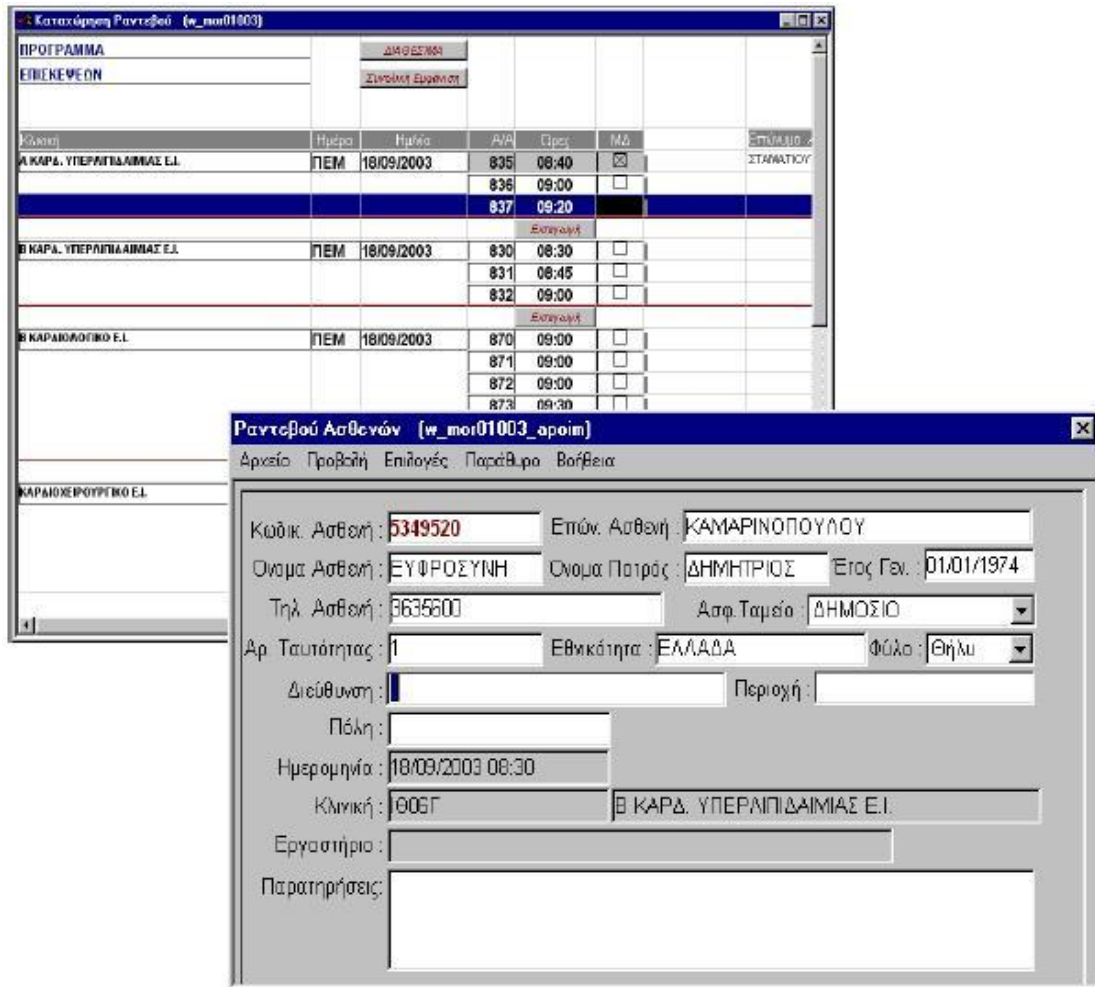 Καταχώρηση Ραντεβού (w_mor01003)
ΠΡΟΓΡΑΜΜΑ ΔΙΑΘΕΣΙΜΑ
ΕΠΙΣΚΕΨΕΩΝ Συνολική Εμφάνιση
Κλινική Ημέρα Ημ/νία Α/Α Ώρες ΜΔ Επώνυμο
Α ΚΑΡΔ. ΥΠΕΡΛΙΠΙΔΑΙΜΙΑΣ Ε.Ι. ΠΕΜ 18/09/2003 835 08:40 ΣΤΑΜΑΤΙΟΥ
836 09:00
837 09:20
Εισαγωγή
Β ΚΑΡΔ. ΥΠΕΡΛΙΠΙΔΑΙΜΙΑΣ Ε.Ι. ΠΕΜ 18/09/2003 830 08:30
831 08:45
832 09:00
Εισαγωγή
Β ΚΑΡΔΙΟΛΟΓΙΚΟ Ε.Ι. ΠΕΜ 18/09/2003 870 09:00
871 09:00
872 09:00
873 09:30
ΚΑΡΔΙΟΧΕΙΡΟΥΡΓΙΚΟ Ε.Ι.
Ραντεβού Ασθενών (w_mor01003_apoim)
Αρχείο Προβολή Επιλογές Παράθυρο Βοήθεια
Κωδικ. Ασθενή : 5349520 Επών. Ασθενή : ΚΑΜΑΡΙΝΟΠΟΥΛΟΥ
Όνομα Ασθενή : ΕΥΦΡΟΣΥΝΗ Όνομα Πατρός : ΔΗΜΗΤΡΙΟΣ Έτος Γεν. : 01/01/1974
Τηλ. Ασθενή : 3635600 Ασφ.Ταμείο : ΔΗΜΟΣΙΟ
Αρ. Ταυτότητας : 1 Εθνικότητα : ΕΛΛΑΔΑ Φύλο : Θήλυ
Διεύθυνση : Περιοχή :
Πόλη :
Ημερομηνία : 18/09/2003 08:30
Κλινική : ΙΘ06Γ Β ΚΑΡΔ. ΥΠΕΡΛΙΠΙΔΑΙΜΙΑΣ Ε.Ι.
Εργαστήριο :
Παρατηρήσεις: